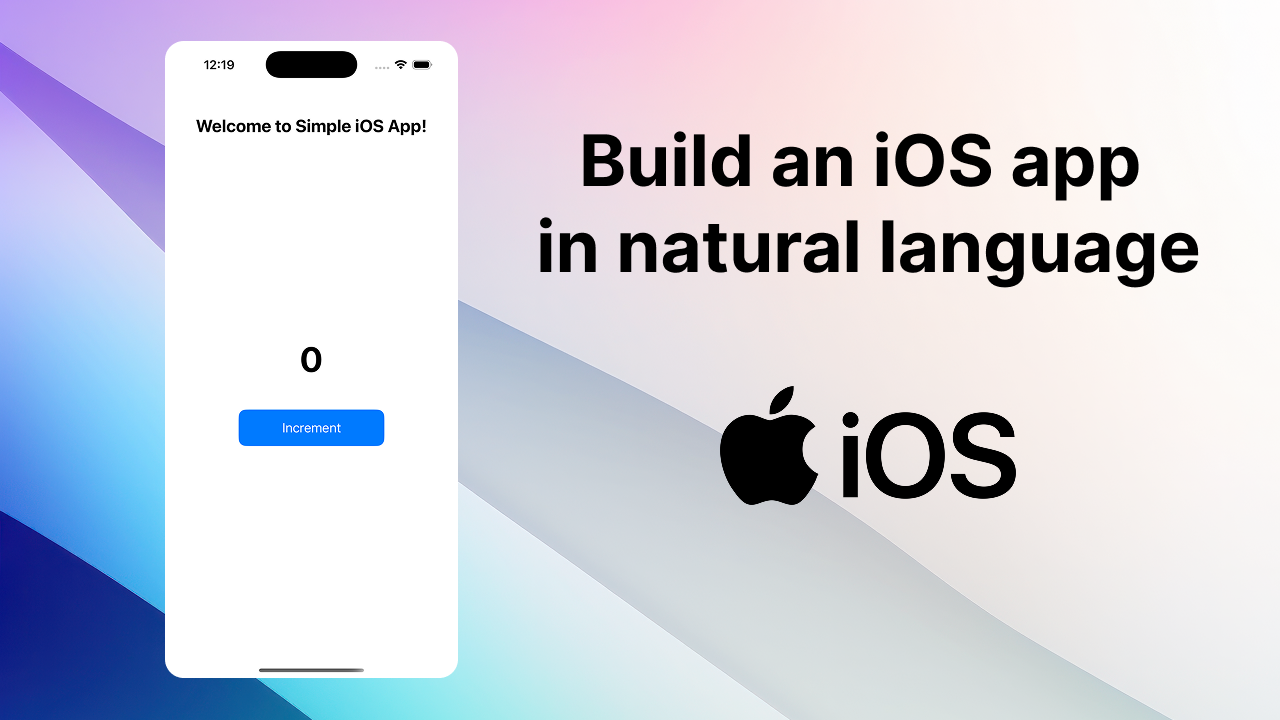 12:19
Welcome to Simple iOS App!
0
Increment
Build an iOS app
in natural language
iOS